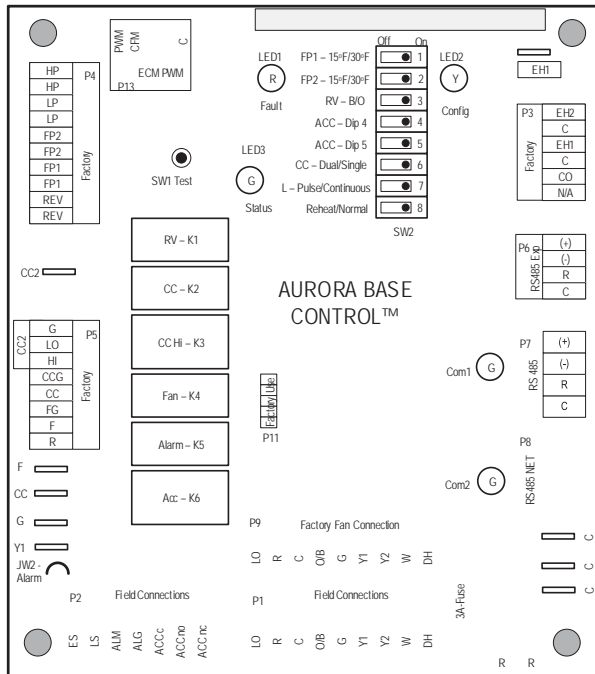 PWM
CFM
C
ECM PWM
P13
P4
HP
HP
LP
LP
FP2
FP2
FP1
FP1
REV
REV
Factory
SW1 Test
LED1
R
Fault
LED3
G
Status
Off On
FP1 – 15ºF/30ºF 1
FP2 – 15ºF/30ºF 2
RV – B/O 3
ACC – Dip 4 4
ACC – Dip 5 5
CC – Dual/Single 6
L – Pulse/Continuous 7
Reheat/Normal 8
SW2
LED2
Y
Config
EH1
P3
Factory
EH2
C
EH1
C
CO
N/A
P6
RS485 Exp
(+)
(-)
R
C
P7
RS 485
(+)
(-)
R
C
P8
RS485 NET
RV – K1
CC – K2
CC Hi – K3
Fan – K4
Alarm – K5
Acc – K6
AURORA BASE
CONTROL™
Com1
G
Com2
G
Factory Use
P11
CC2
CC2
G
LO
HI
CCG
CC
FG
F
R
P5
Factory
F
CC
G
Y1
JW2 -
Alarm
P9 Factory Fan Connection
LO R C O/B G Y1 Y2 W DH
P2 Field Connections
ES LS ALM ALG ACCc ACCno ACCnc
P1 Field Connections
LO R C O/B G Y1 Y2 W DH
3A-Fuse
C
C
C
R R